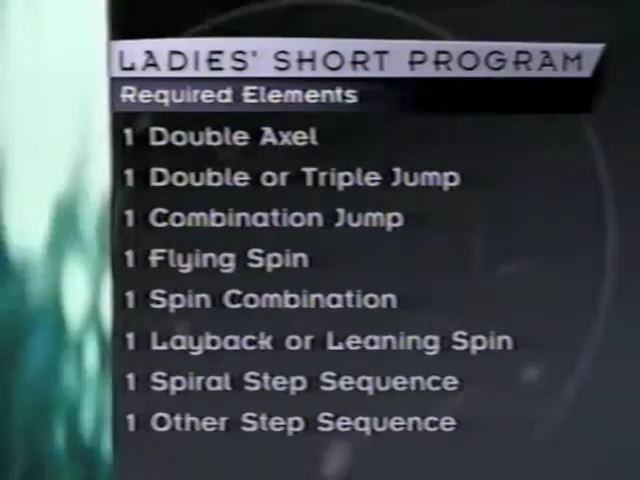 LADIES' SHORT PROGRAM
Required Elements
1 Double Axel
1 Double or Triple Jump
1 Combination Jump
1 Flying Spin
1 Spin Combination
1 Layback or Leaning Spin
1 Spiral Step Sequence
1 Other Step Sequence